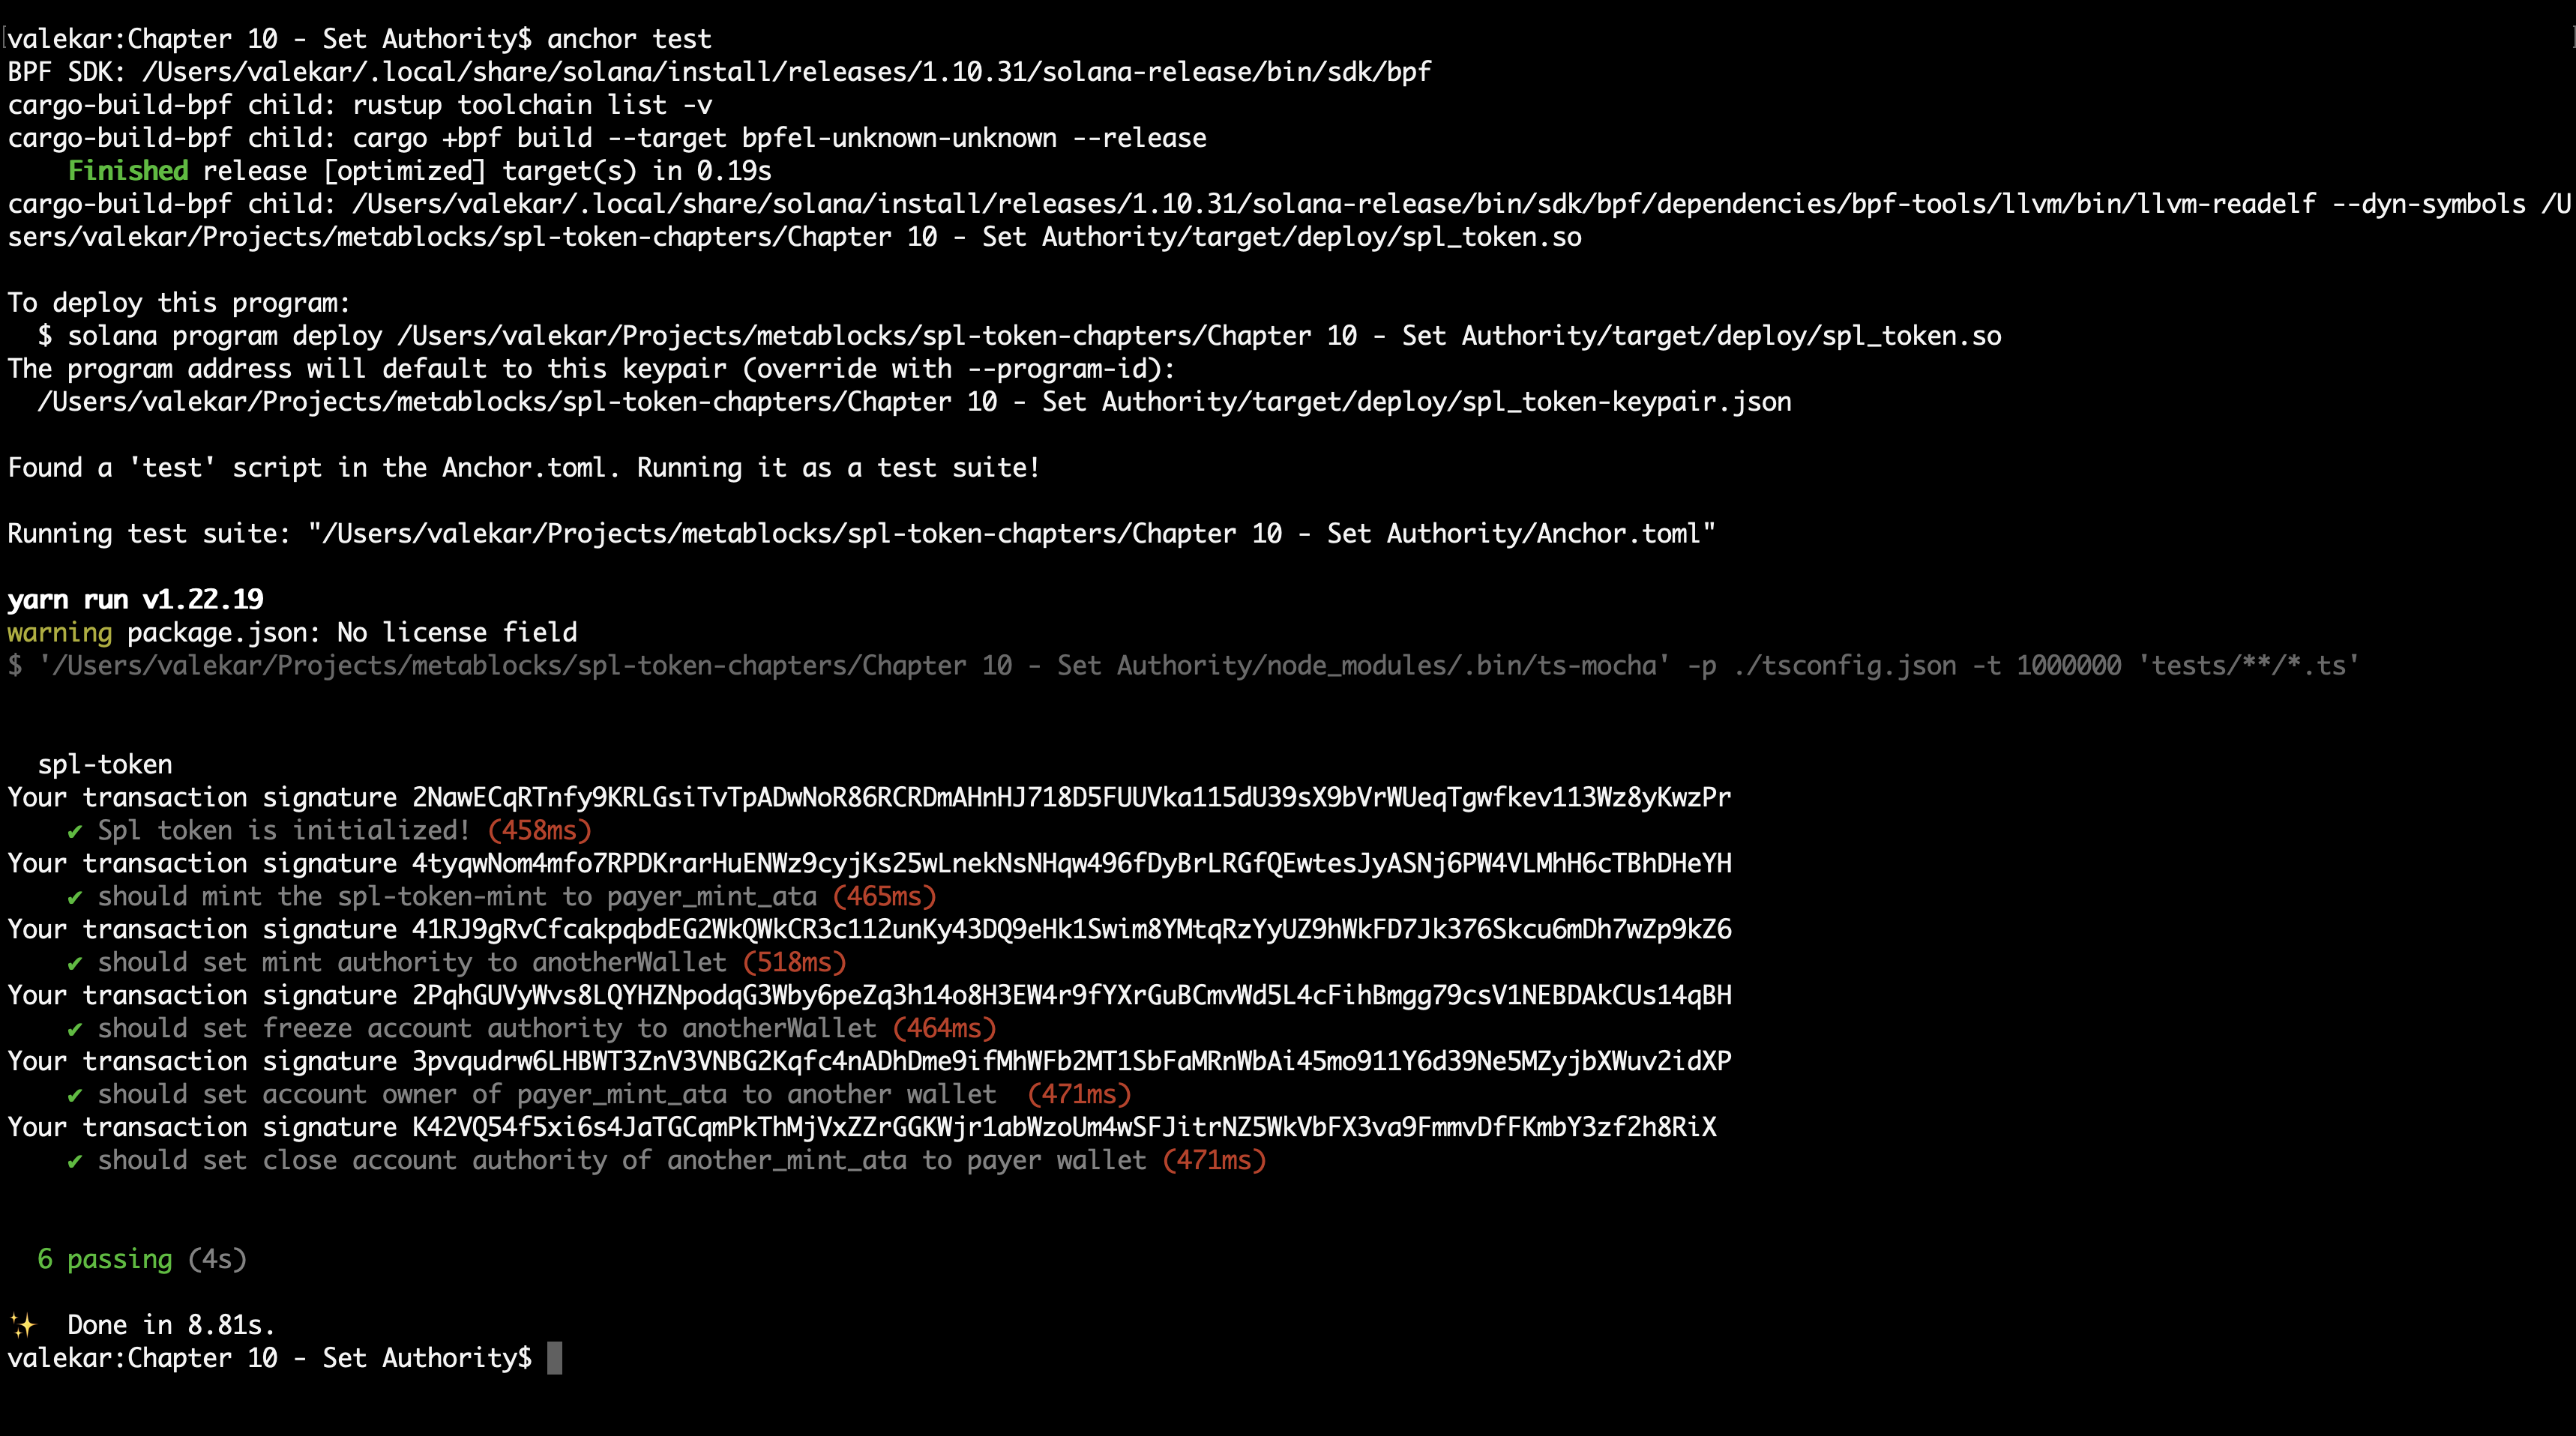 valekar:Chapter 10 - Set Authority$ anchor test
BPF SDK: /Users/valekar/.local/share/solana/install/releases/1.10.31/solana-release/bin/sdk/bpf
cargo-build-bpf child: rustup toolchain list -v
cargo-build-bpf child: cargo +bpf build --target bpfel-unknown-unknown --release
    Finished release [optimized] target(s) in 0.19s
cargo-build-bpf child: /Users/valekar/.local/share/solana/install/releases/1.10.31/solana-release/bin/sdk/bpf/dependencies/bpf-tools/llvm/bin/llvm-readelf --dyn-symbols /U
sers/valekar/Projects/metablocks/spl-token-chapters/Chapter 10 - Set Authority/target/deploy/spl_token.so
To deploy this program:
  $ solana program deploy /Users/valekar/Projects/metablocks/spl-token-chapters/Chapter 10 - Set Authority/target/deploy/spl_token.so
The program address will default to this keypair (override with --program-id):
  /Users/valekar/Projects/metablocks/spl-token-chapters/Chapter 10 - Set Authority/target/deploy/spl_token-keypair.json
Found a 'test' script in the Anchor.toml. Running it as a test suite!
Running test suite: "/Users/valekar/Projects/metablocks/spl-token-chapters/Chapter 10 - Set Authority/Anchor.toml"
yarn run v1.22.19
warning package.json: No license field
$ '/Users/valekar/Projects/metablocks/spl-token-chapters/Chapter 10 - Set Authority/node_modules/.bin/ts-mocha' -p ./tsconfig.json -t 1000000 'tests/**/*.ts'
  spl-token
Your transaction signature 2NawECqRTnfy9KRLGsiTvTpADwNoR86RCRDmAHnHJ718D5FUUVka115dU39sX9bVrWUeqTgwfkev113Wz8yKwzPr
    ✔ Spl token is initialized! (458ms)
Your transaction signature 4tyqwNom4mfo7RPDKrarHuENWz9cyjKs25wLnekNsNHqw496fDyBrLRGfQEwtesJyASNj6PW4VLMhH6cTBhDHeYH
    ✔ should mint the spl-token-mint to payer_mint_ata (465ms)
Your transaction signature 41RJ9gRvCfcakpqbdEG2WkQWkCR3c112unKy43DQ9eHk1Swim8YMtqRzYyUZ9hWkFD7Jk376Skcu6mDh7wZp9kZ6
    ✔ should set mint authority to anotherWallet (518ms)
Your transaction signature 2PqhGUVyWvs8LQYHZNpodqG3Wby6peZq3h14o8H3EW4r9fYXrGuBCmvWd5L4cFihBmgg79csV1NEBDAkCUs14qBH
    ✔ should set freeze account authority to anotherWallet (464ms)
Your transaction signature 3pvqudrw6LHBWT3ZnV3VNBG2Kqfc4nADhDme9ifMhWFb2MT1SbFaMRnWbAi45mo911Y6d39Ne5MZyjbXWuv2idXP
    ✔ should set account owner of payer_mint_ata to another wallet  (471ms)
Your transaction signature K42VQ54f5xi6s4JaTGCqmPkThMjVxZZrGGKWjr1abWzoUm4wSFJitrNZ5WkVbFX3va9FmmvDfFKmbY3zf2h8RiX
    ✔ should set close account authority of another_mint_ata to payer wallet (471ms)
  6 passing (4s)
✨  Done in 8.81s.
valekar:Chapter 10 - Set Authority$